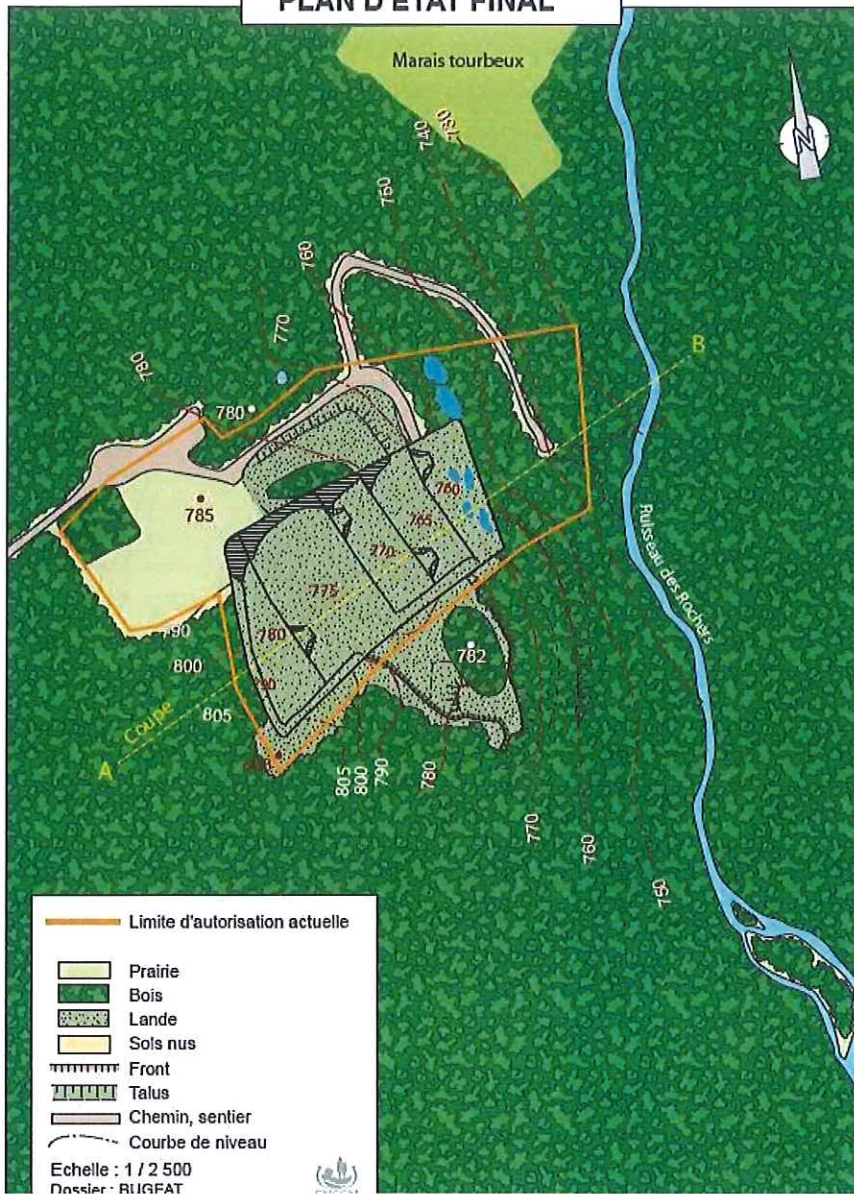 PLAN D'ETAT FINAL
Marais tourbeux
N
730
740
750
760
770
780
780
785
B
760
765
770
775
780
790
790
800
805
Coupe
A
782
805
800
790
780
770
760
750
Ruisseau des Rochers
Limite d'autorisation actuelle
Prairie
Bois
Lande
Sols nus
Front
Talus
Chemin, sentier
Courbe de niveau
Echelle : 1 / 2 500
Dossier : BUGEAT